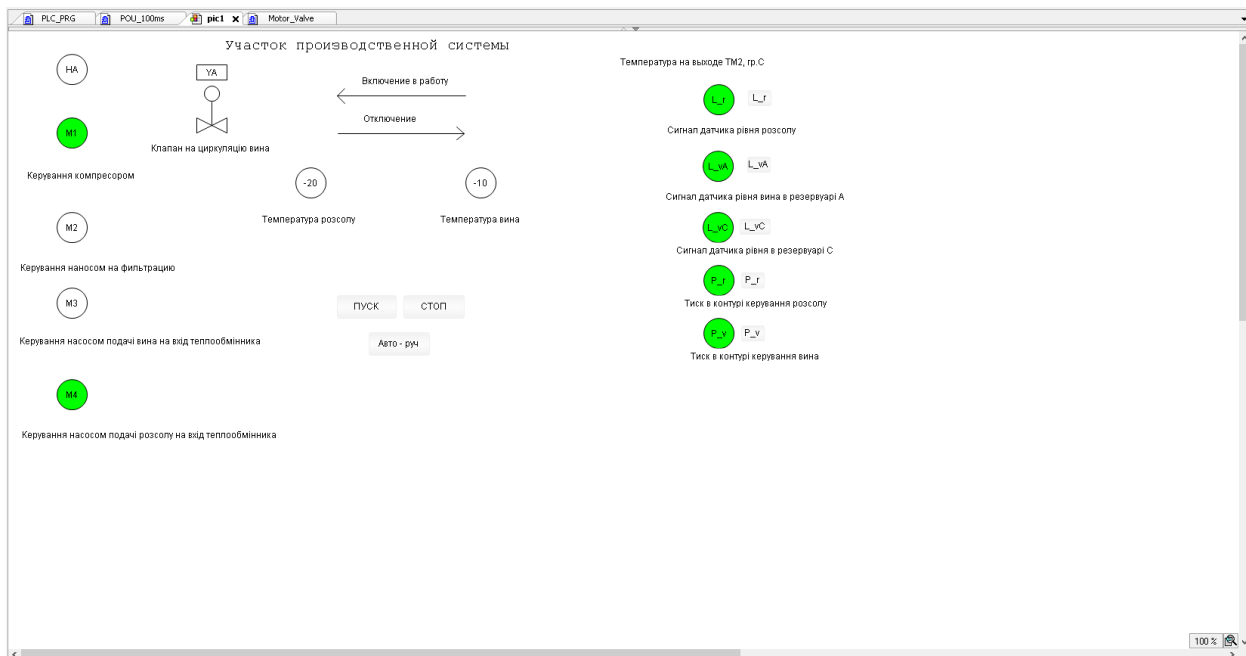 PLC_PRG POU_100ms pic1 X Motor_Valve
Участок производственной системы
HA
YA
Включение в работу
Отключение
M1
Клапан на циркуляцію вина
Керування компресором
-20
-10
Температура розсолу
Температура вина
M2
Керування наносом на фильтрацию
M3
ПУСК
СТОП
Керування насосом подачі вина на вхід теплообмінника
Авто - руч
M4
Керування насосом подачі розсолу на вхід теплообмінника
Температура на выходе ТМ2, гр.С
L_r L_r
Сигнал датчика рівня розсолу
L_vA L_vA
Сигнал датчика рівня вина в резервуарі А
L_vC L_vC
Сигнал датчика рівня в резервуарі С
P_r P_r
Тиск в контурі керування розсолу
P_v P_v
Тиск в контурі керування вина
100 %